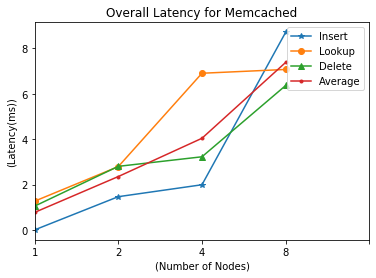 Overall Latency for Memcached
Insert
Lookup
Delete
Average
(Latency(ms))
8
6
4
2
0
1 2 4 8
(Number of Nodes)